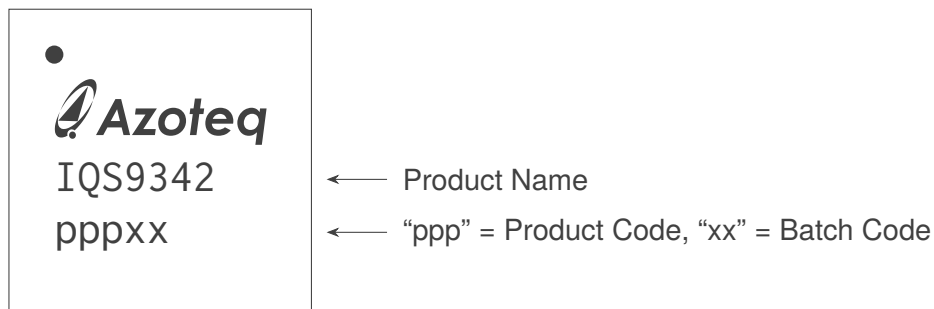 Azoteq
IQS9342 Product Name
pppxx “ppp” = Product Code, “xx” = Batch Code